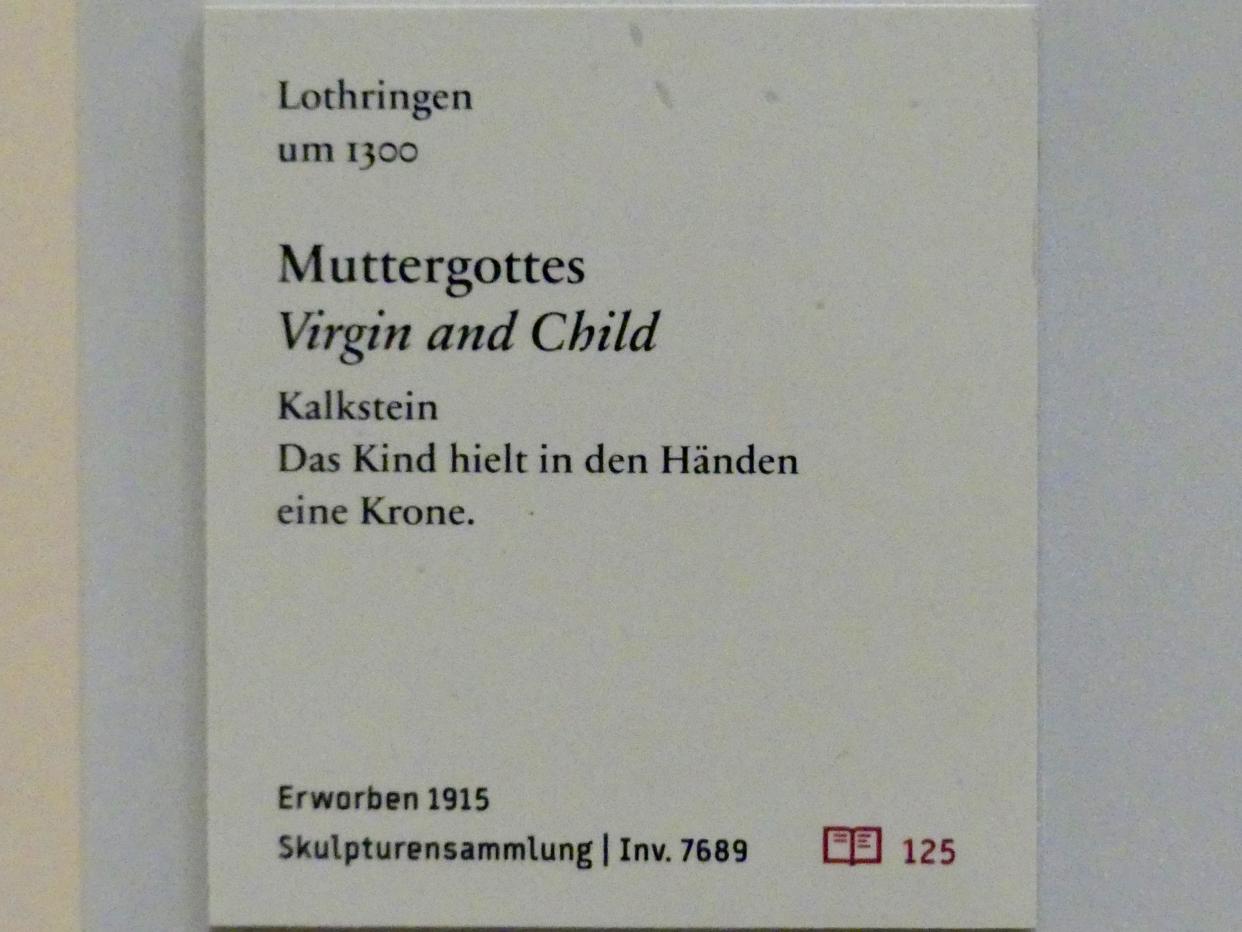 Lothringen
um 1300
Muttergottes
Virgin and Child
Kalkstein
Das Kind hielt in den Händen
eine Krone.
Erworben 1915
Skulpturensammlung | Inv. 7689
125